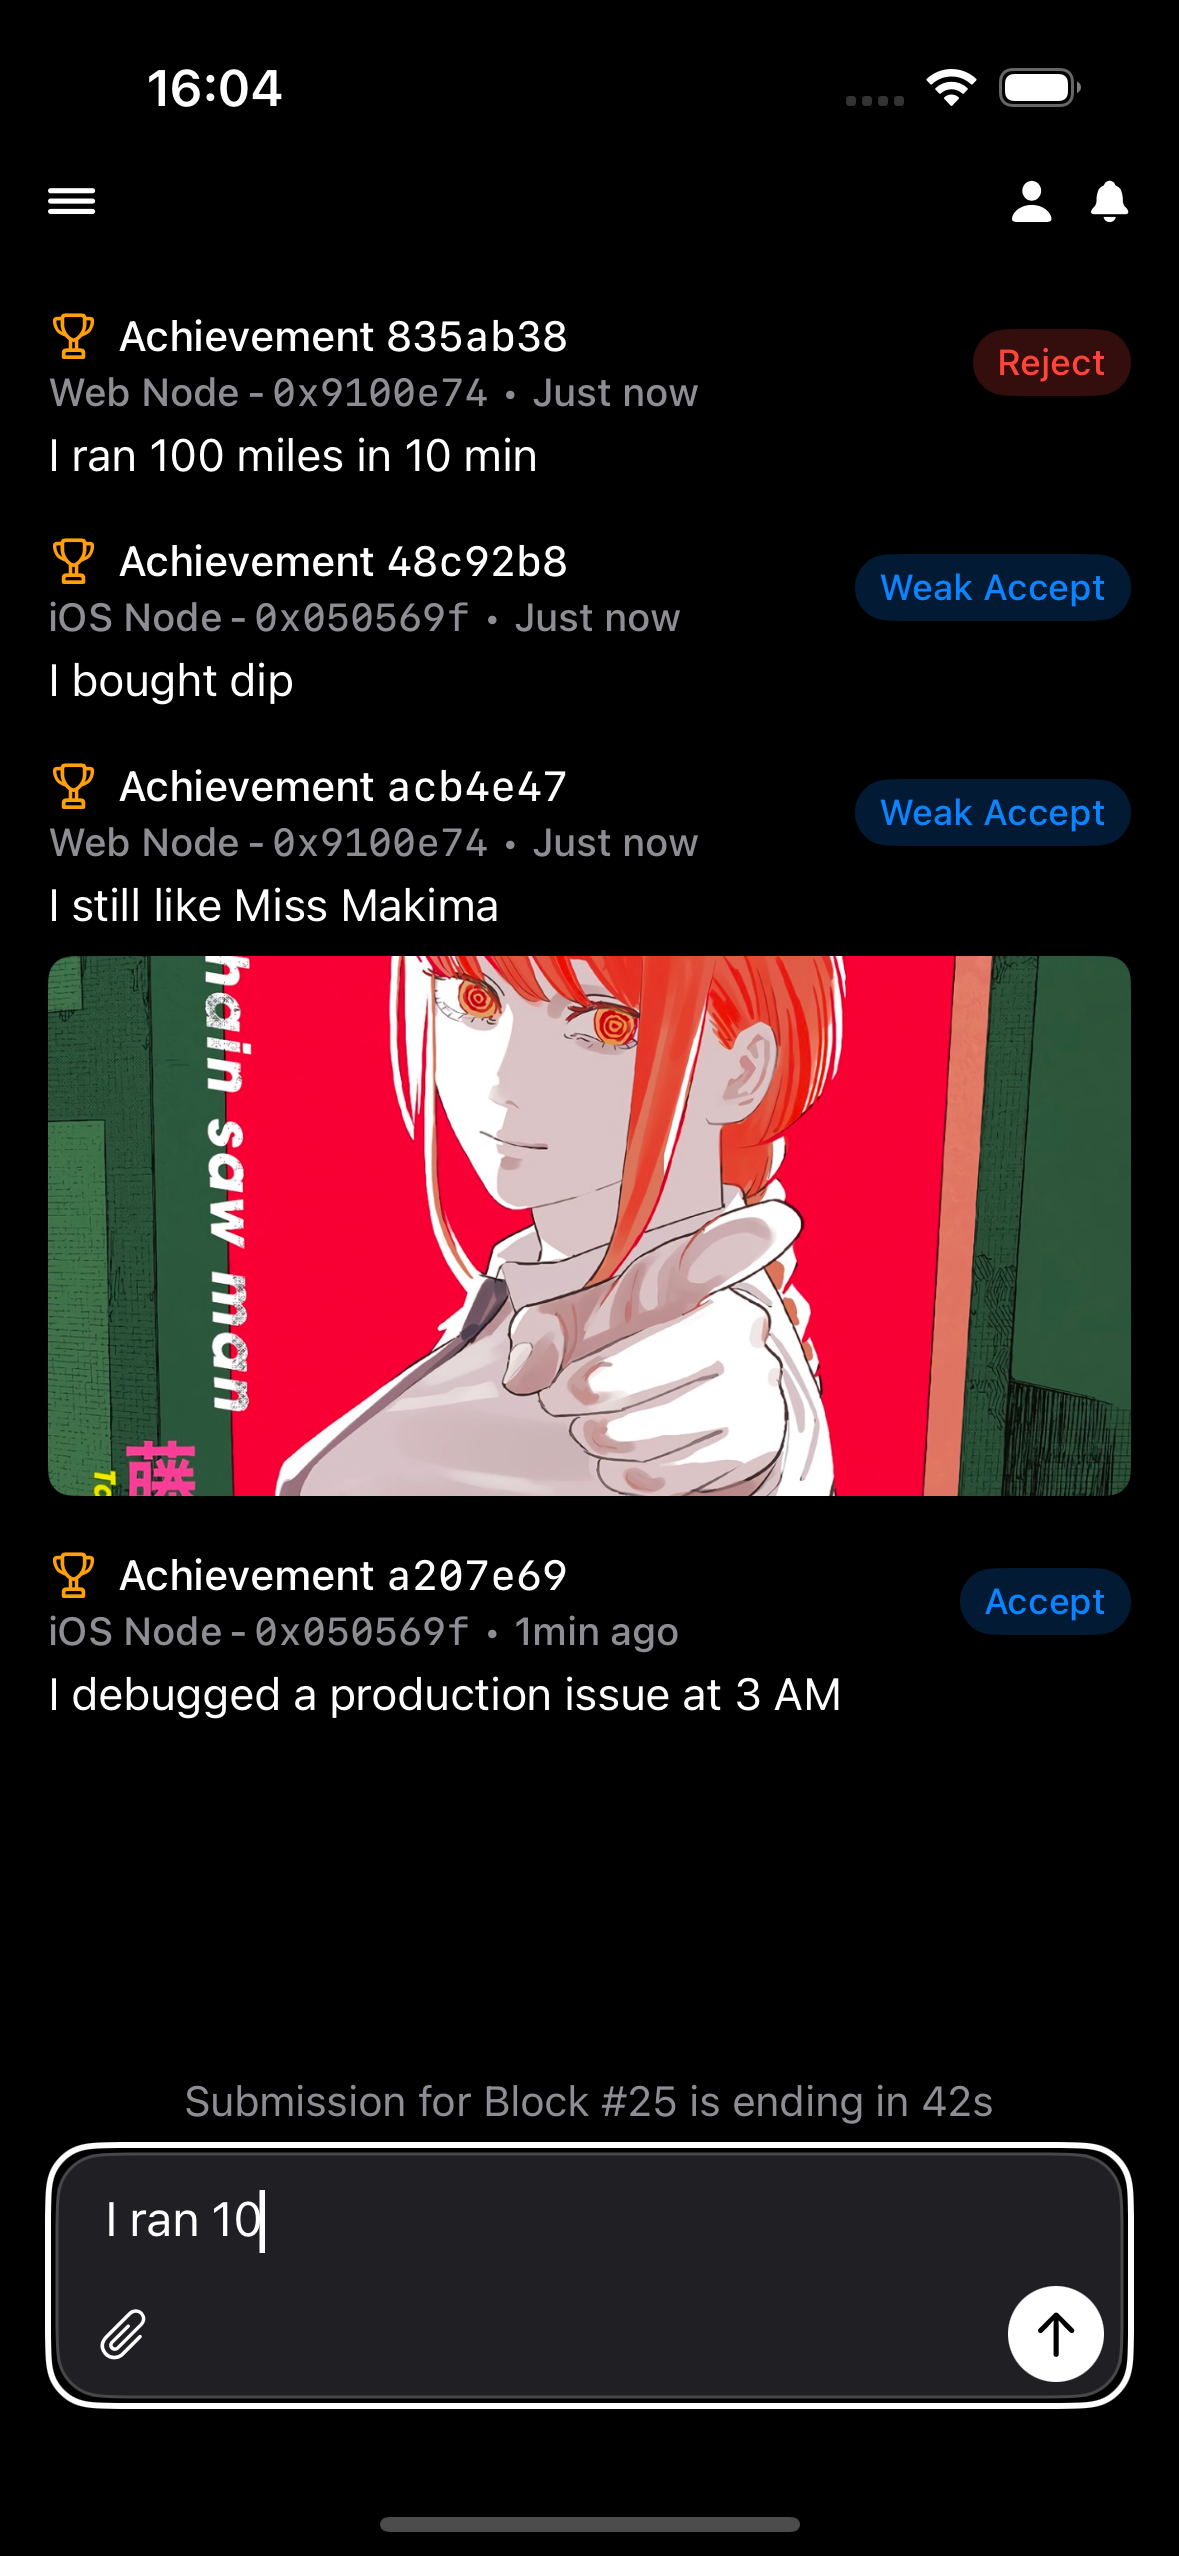 16:04
Achievement 835ab38
Reject
Web Node - 0x9100e74 • Just now
I ran 100 miles in 10 min
Achievement 48c92b8
Weak Accept
iOS Node - 0x050569f • Just now
I bought dip
Achievement acb4e47
Weak Accept
Web Node - 0x9100e74 • Just now
I still like Miss Makima
hain saw man
藤
To
Achievement a207e69
Accept
iOS Node - 0x050569f • 1min ago
I debugged a production issue at 3 AM
Submission for Block #25 is ending in 42s
I ran 10